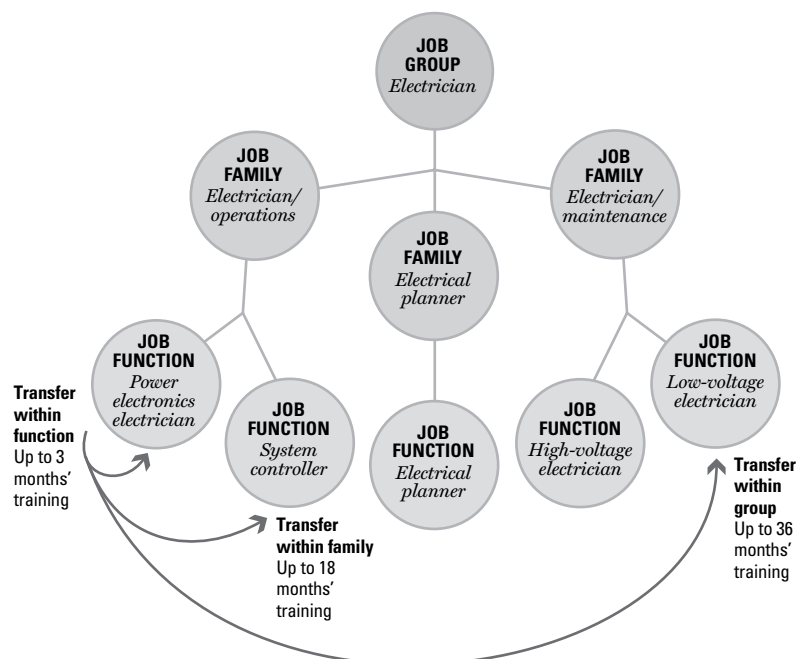 JOB
GROUP
Electrician
JOB
FAMILY
Electrician/
operations
JOB
FAMILY
Electrical
planner
JOB
FAMILY
Electrician/
maintenance
JOB
FUNCTION
Power
electronics
electrician
JOB
FUNCTION
System
controller
JOB
FUNCTION
Electrical
planner
JOB
FUNCTION
High-voltage
electrician
JOB
FUNCTION
Low-voltage
electrician
Transfer
within
function
Up to 3
months’
training
Transfer
within family
Up to 18
months’
training
Transfer
within
group
Up to 36
months’
training